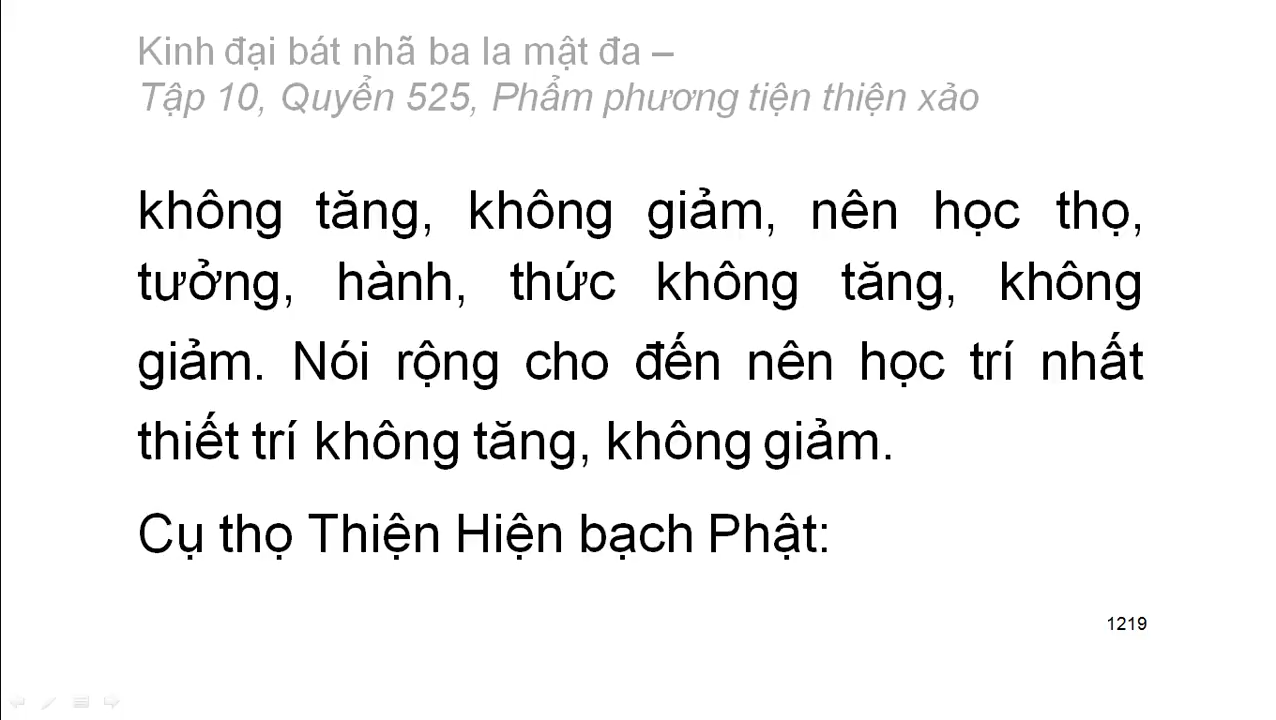 Kinh đại bát nhã ba la mật đa –
Tập 10, Quyển 525, Phẩm phương tiện thiện xảo
không tăng, không giảm, nên học thọ,
tưởng, hành, thức không tăng, không
giảm. Nói rộng cho đến nên học trí nhất
thiết trí không tăng, không giảm.
Cụ thọ Thiện Hiện bạch Phật:
1219